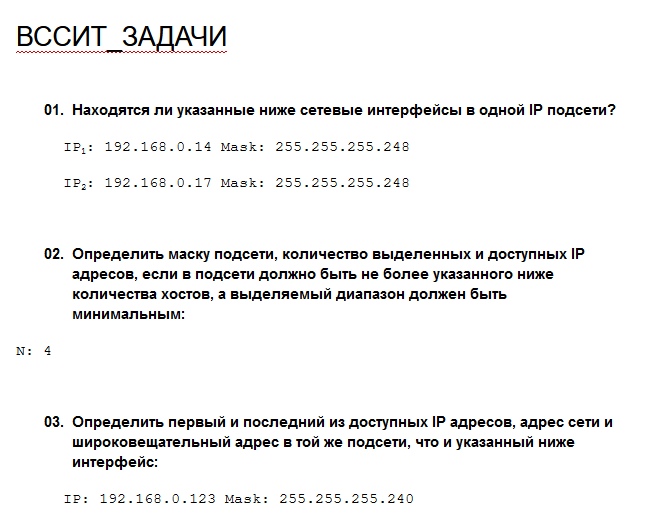 ВССИТ_ЗАДАЧИ
01. Находятся ли указанные ниже сетевые интерфейсы в одной IP подсети?
IP₁: 192.168.0.14 Mask: 255.255.255.248
IP₂: 192.168.0.17 Mask: 255.255.255.248
02. Определить маску подсети, количество выделенных и доступных IP
адресов, если в подсети должно быть не более указанного ниже
количества хостов, а выделяемый диапазон должен быть
минимальным:
N: 4
03. Определить первый и последний из доступных IP адресов, адрес сети и
широковещательный адрес в той же подсети, что и указанный ниже
интерфейс:
IP: 192.168.0.123 Mask: 255.255.255.240